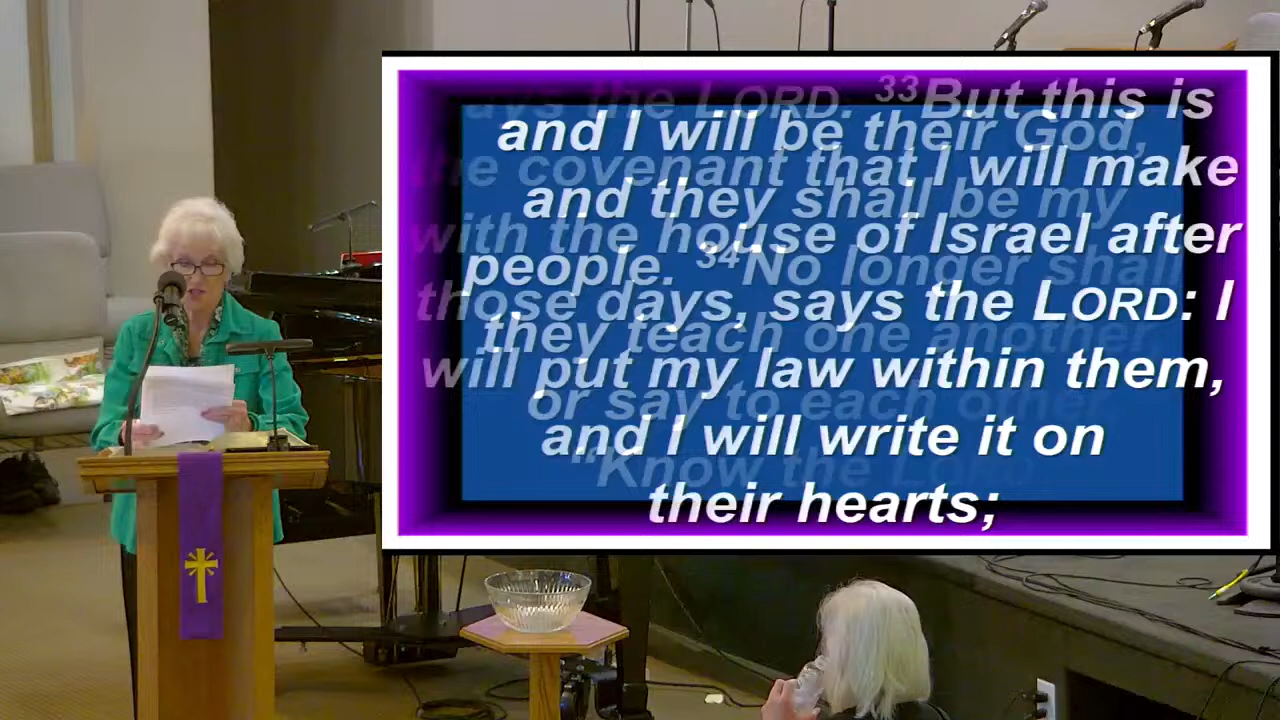 says the LORD. 33But this is
the covenant that I will make
with the house of Israel after
those days, says the LORD: I
will put my law within them,
and I will write it on
their hearts;
and I will be their God,
and they shall be my
people. 34No longer shall
they teach one another,
or say to each other
“Know the Lord